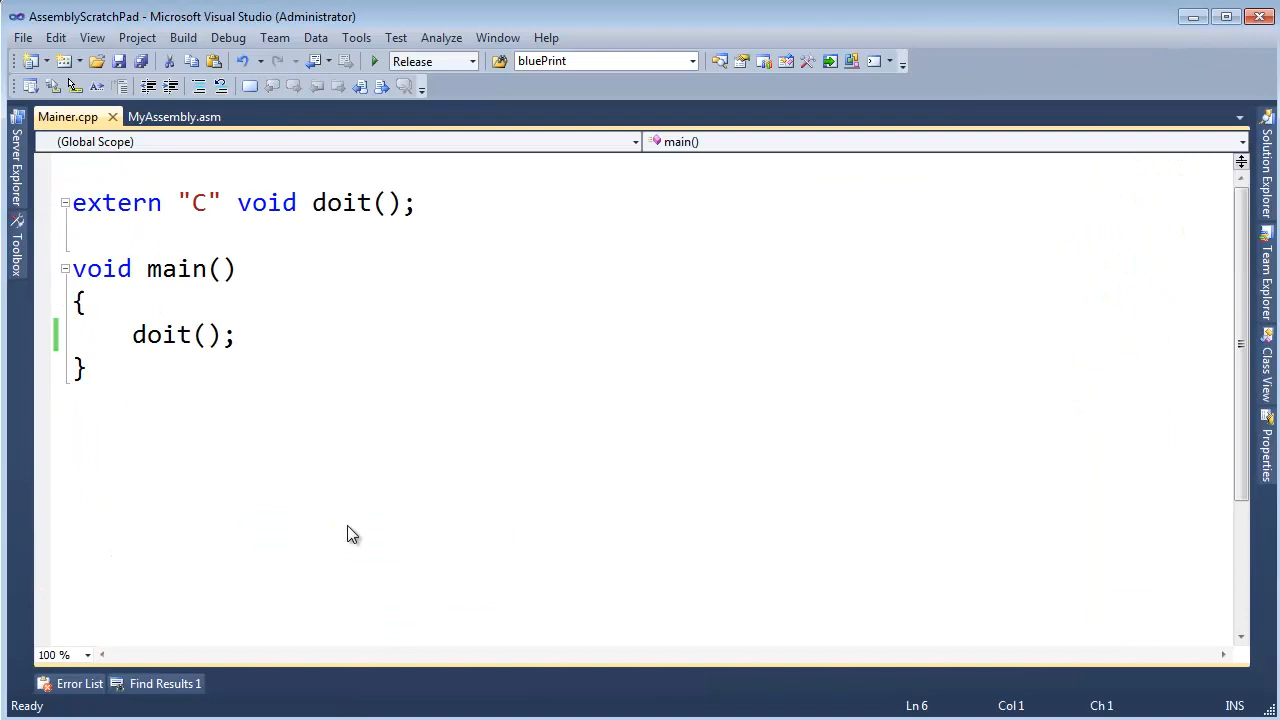 AssemblyScratchPad - Microsoft Visual Studio (Administrator)
File Edit View Project Build Debug Team Data Tools Test Analyze Window Help
Release bluePrint
Mainer.cpp MyAssembly.asm
(Global Scope) main()
extern "C" void doit();
void main()
{
doit();
}
Server Explorer
Toolbox
Solution Explorer
Team Explorer
Class View
Properties
100 %
Error List Find Results 1
Ready Ln 6 Col 1 Ch 1 INS